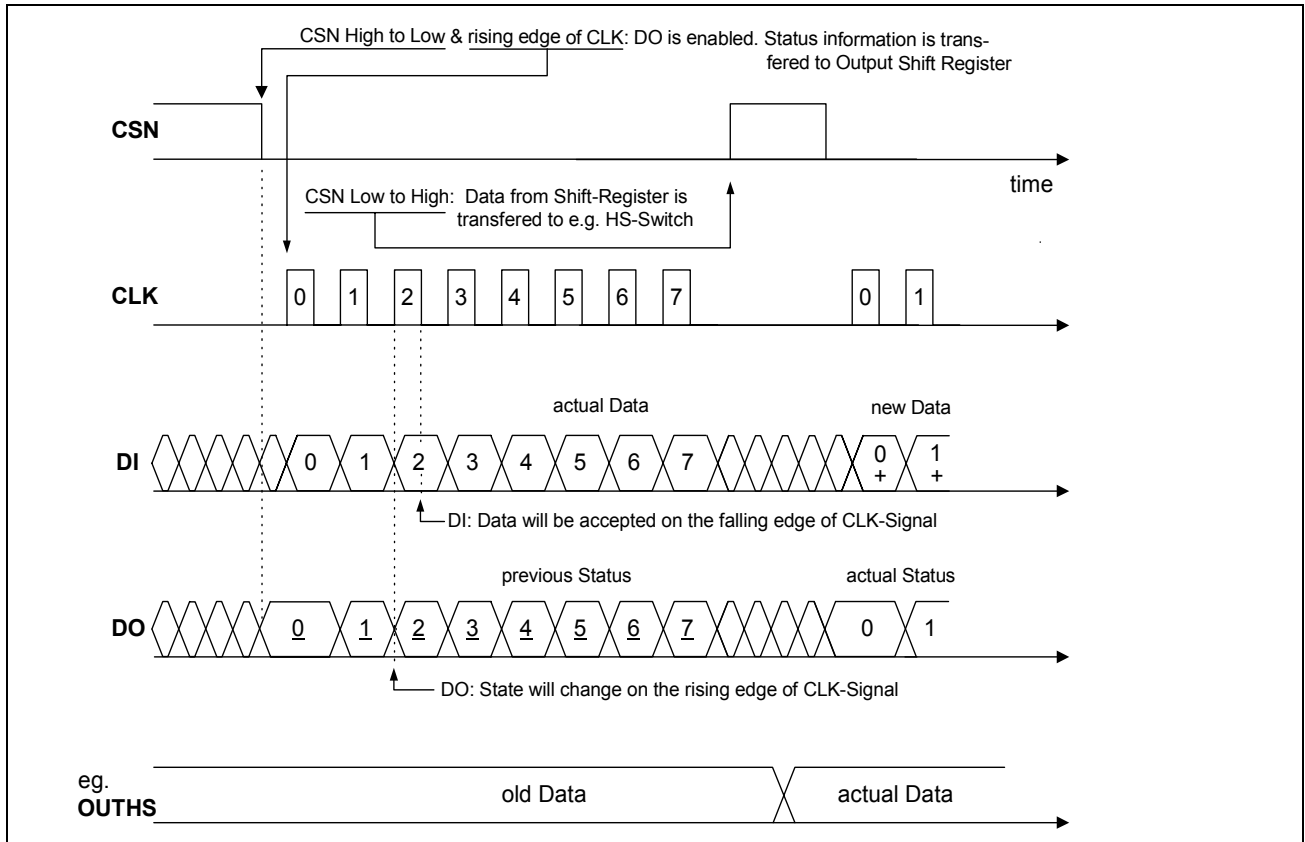 CSN High to Low & rising edge of CLK: DO is enabled. Status information is trans-
fered to Output Shift Register
CSN
time
CSN Low to High: Data from Shift-Register is
transfered to e.g. HS-Switch
CLK
0 1 2 3 4 5 6 7 0 1
actual Data new Data
DI
0 1 2 3 4 5 6 7 0 1
+ +
DI: Data will be accepted on the falling edge of CLK-Signal
previous Status actual Status
DO
0 1 2 3 4 5 6 7 0 1
DO: State will change on the rising edge of CLK-Signal
eg.
OUTHS
old Data actual Data